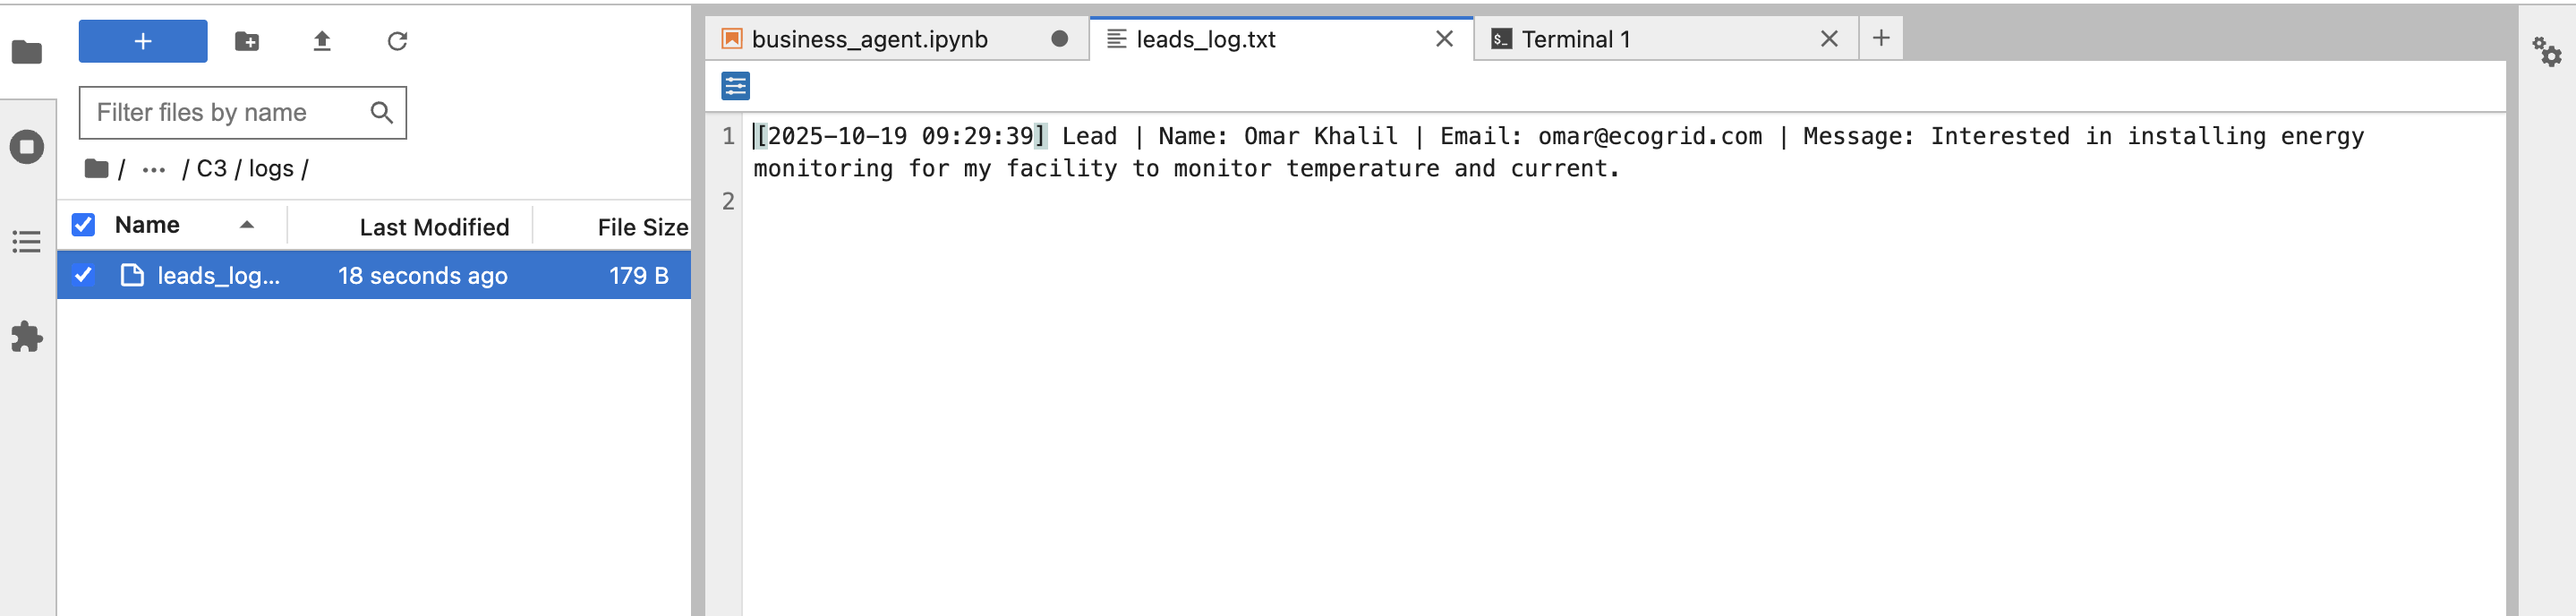 +
Filter files by name
/ ... / C3 / logs /
Name Last Modified File Size
leads_log... 18 seconds ago 179 B
business_agent.ipynb leads_log.txt $_ Terminal 1 +
1 [2025-10-19 09:29:39] Lead | Name: Omar Khalil | Email: omar@ecogrid.com | Message: Interested in installing energy
monitoring for my facility to monitor temperature and current.
2